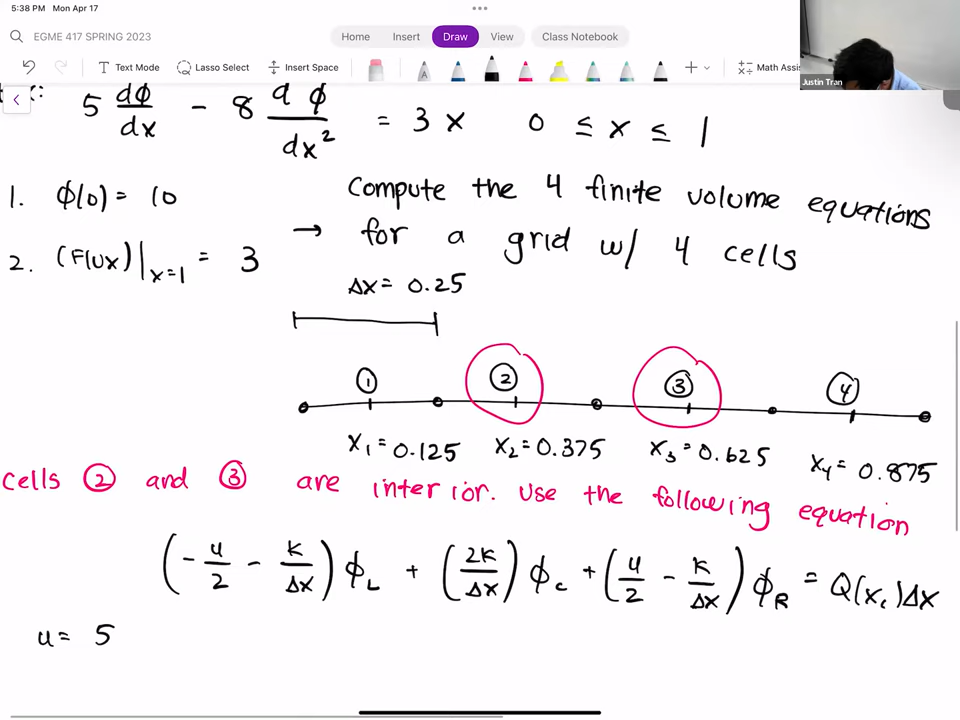 5:38 PM Mon Apr 17
EGME 417 SPRING 2023
Home Insert Draw View Class Notebook
Text Mode Lasso Select Insert Space Math Assis
Justin Tran
5 dϕ/dx − 8 d ϕ/dx² = 3x 0 ≤ x ≤ 1
1. ϕ(0) = 10
Compute the 4 finite volume equations
→ for a grid w/ 4 cells
2. (Flux)|x=1 = 3
Δx = 0.25
① ② ③ ④
x₁ = 0.125 x₂ = 0.375 x₃ = 0.625 x₄ = 0.875
cells ② and ③ are interior. Use the following equation
(−u/2 − k/Δx) ϕL + (2k/Δx) ϕc + (u/2 − k/Δx) ϕR = Q(xc)Δx
u = 5